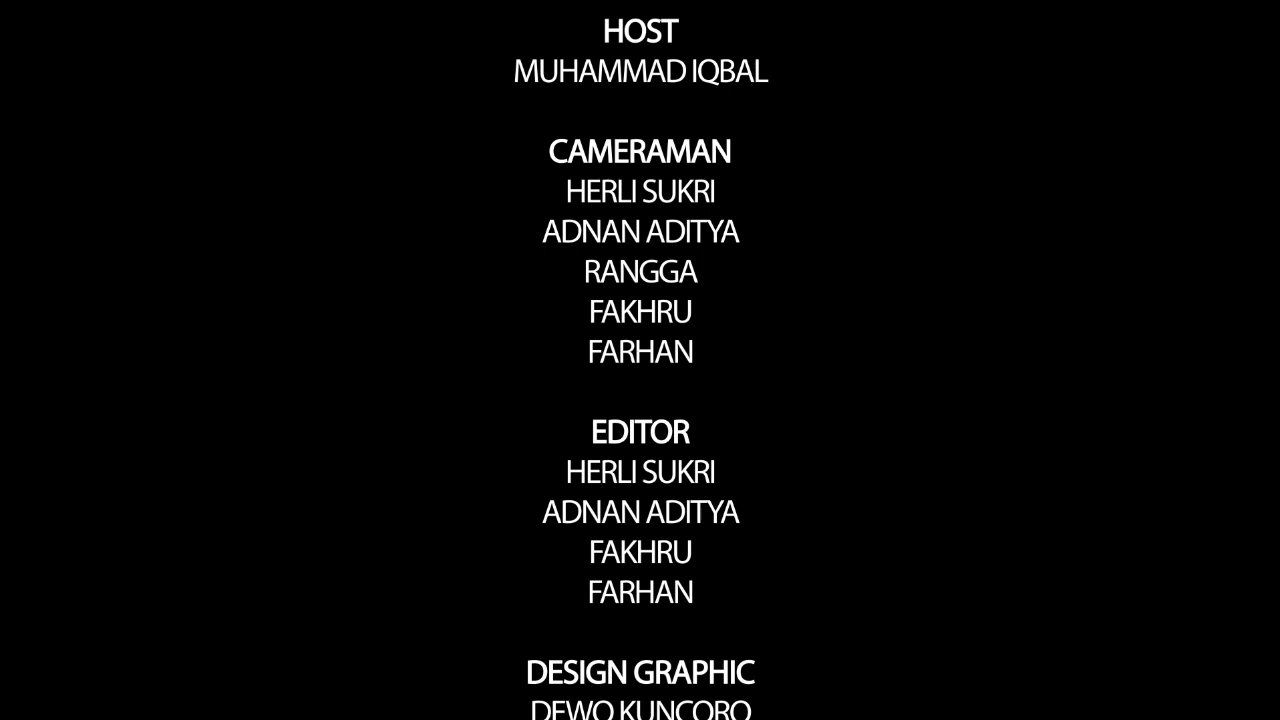 HOST
MUHAMMAD IQBAL
CAMERAMAN
HERLI SUKRI
ADNAN ADITYA
RANGGA
FAKHRU
FARHAN
EDITOR
HERLI SUKRI
ADNAN ADITYA
FAKHRU
FARHAN
DESIGN GRAPHIC
DEWO KUNCORO